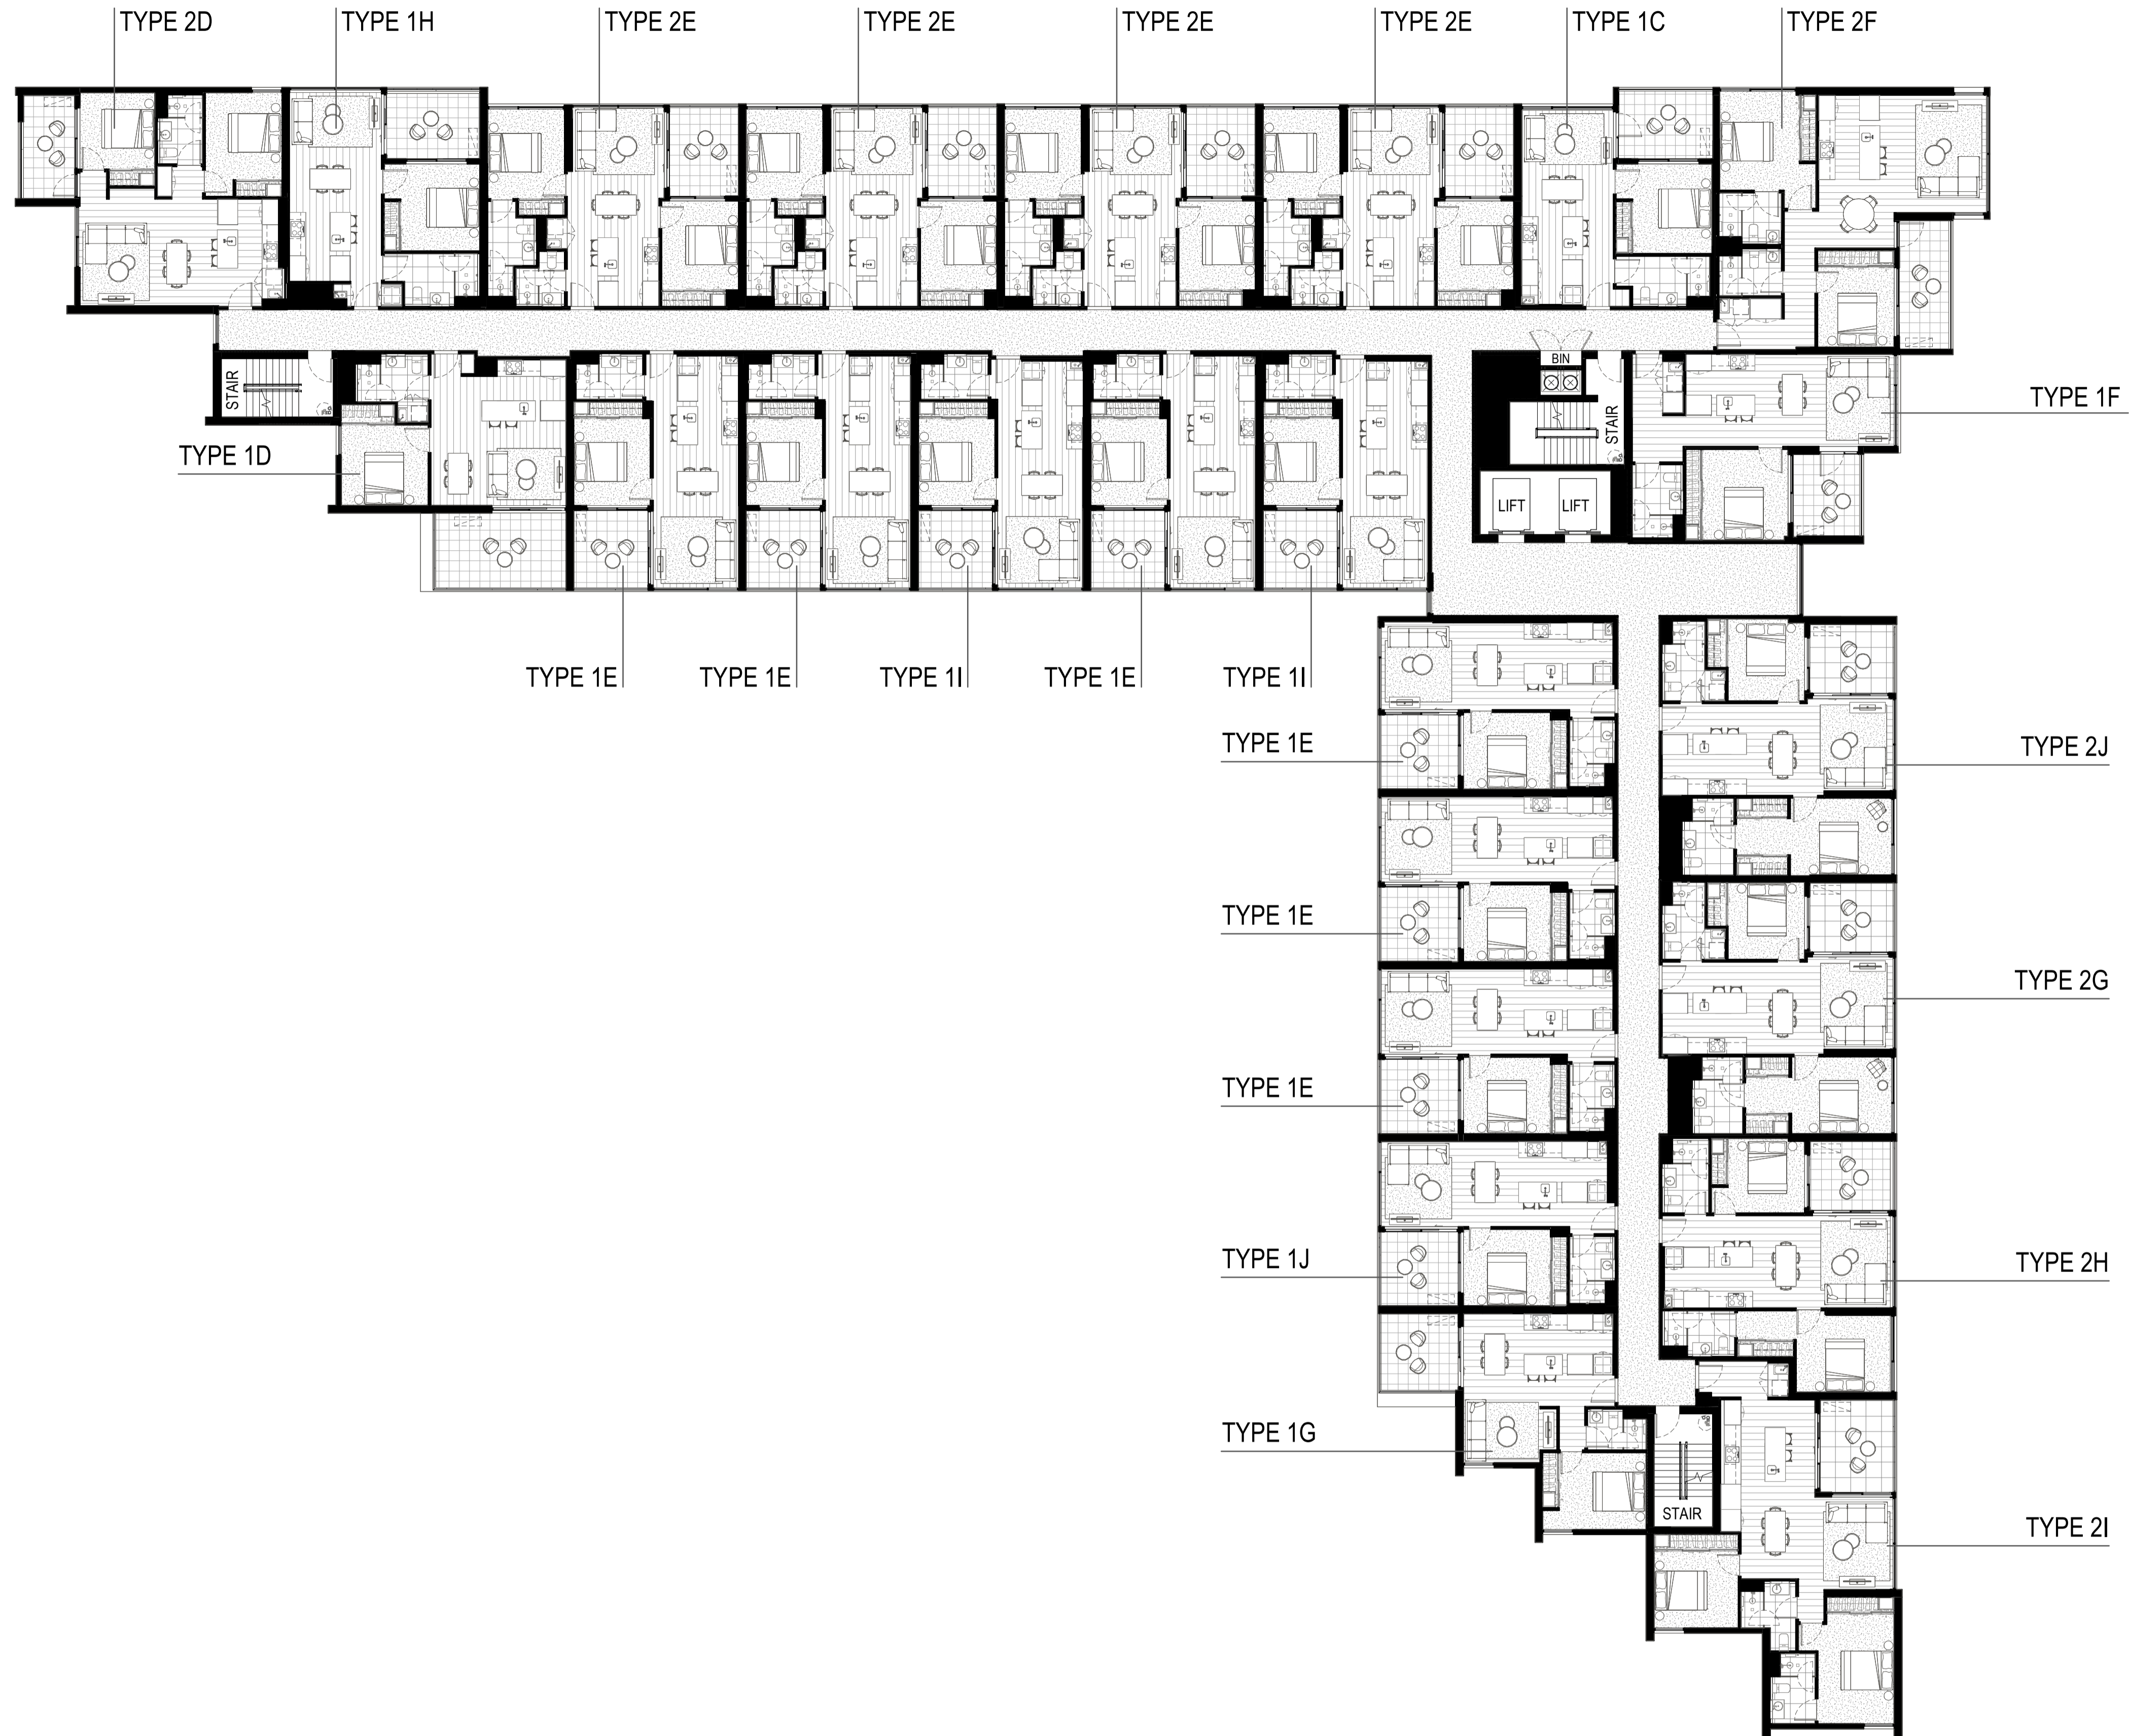 TYPE 2D
TYPE 1H
TYPE 2E
TYPE 2E
TYPE 2E
TYPE 2E
TYPE 1C
TYPE 2F
BIN
STAIR
STAIR
TYPE 1F
TYPE 1D
LIFT
LIFT
TYPE 1E
TYPE 1E
TYPE 1I
TYPE 1E
TYPE 1I
TYPE 1E
TYPE 2J
TYPE 1E
TYPE 2G
TYPE 1E
TYPE 1J
TYPE 2H
TYPE 1G
STAIR
TYPE 2I